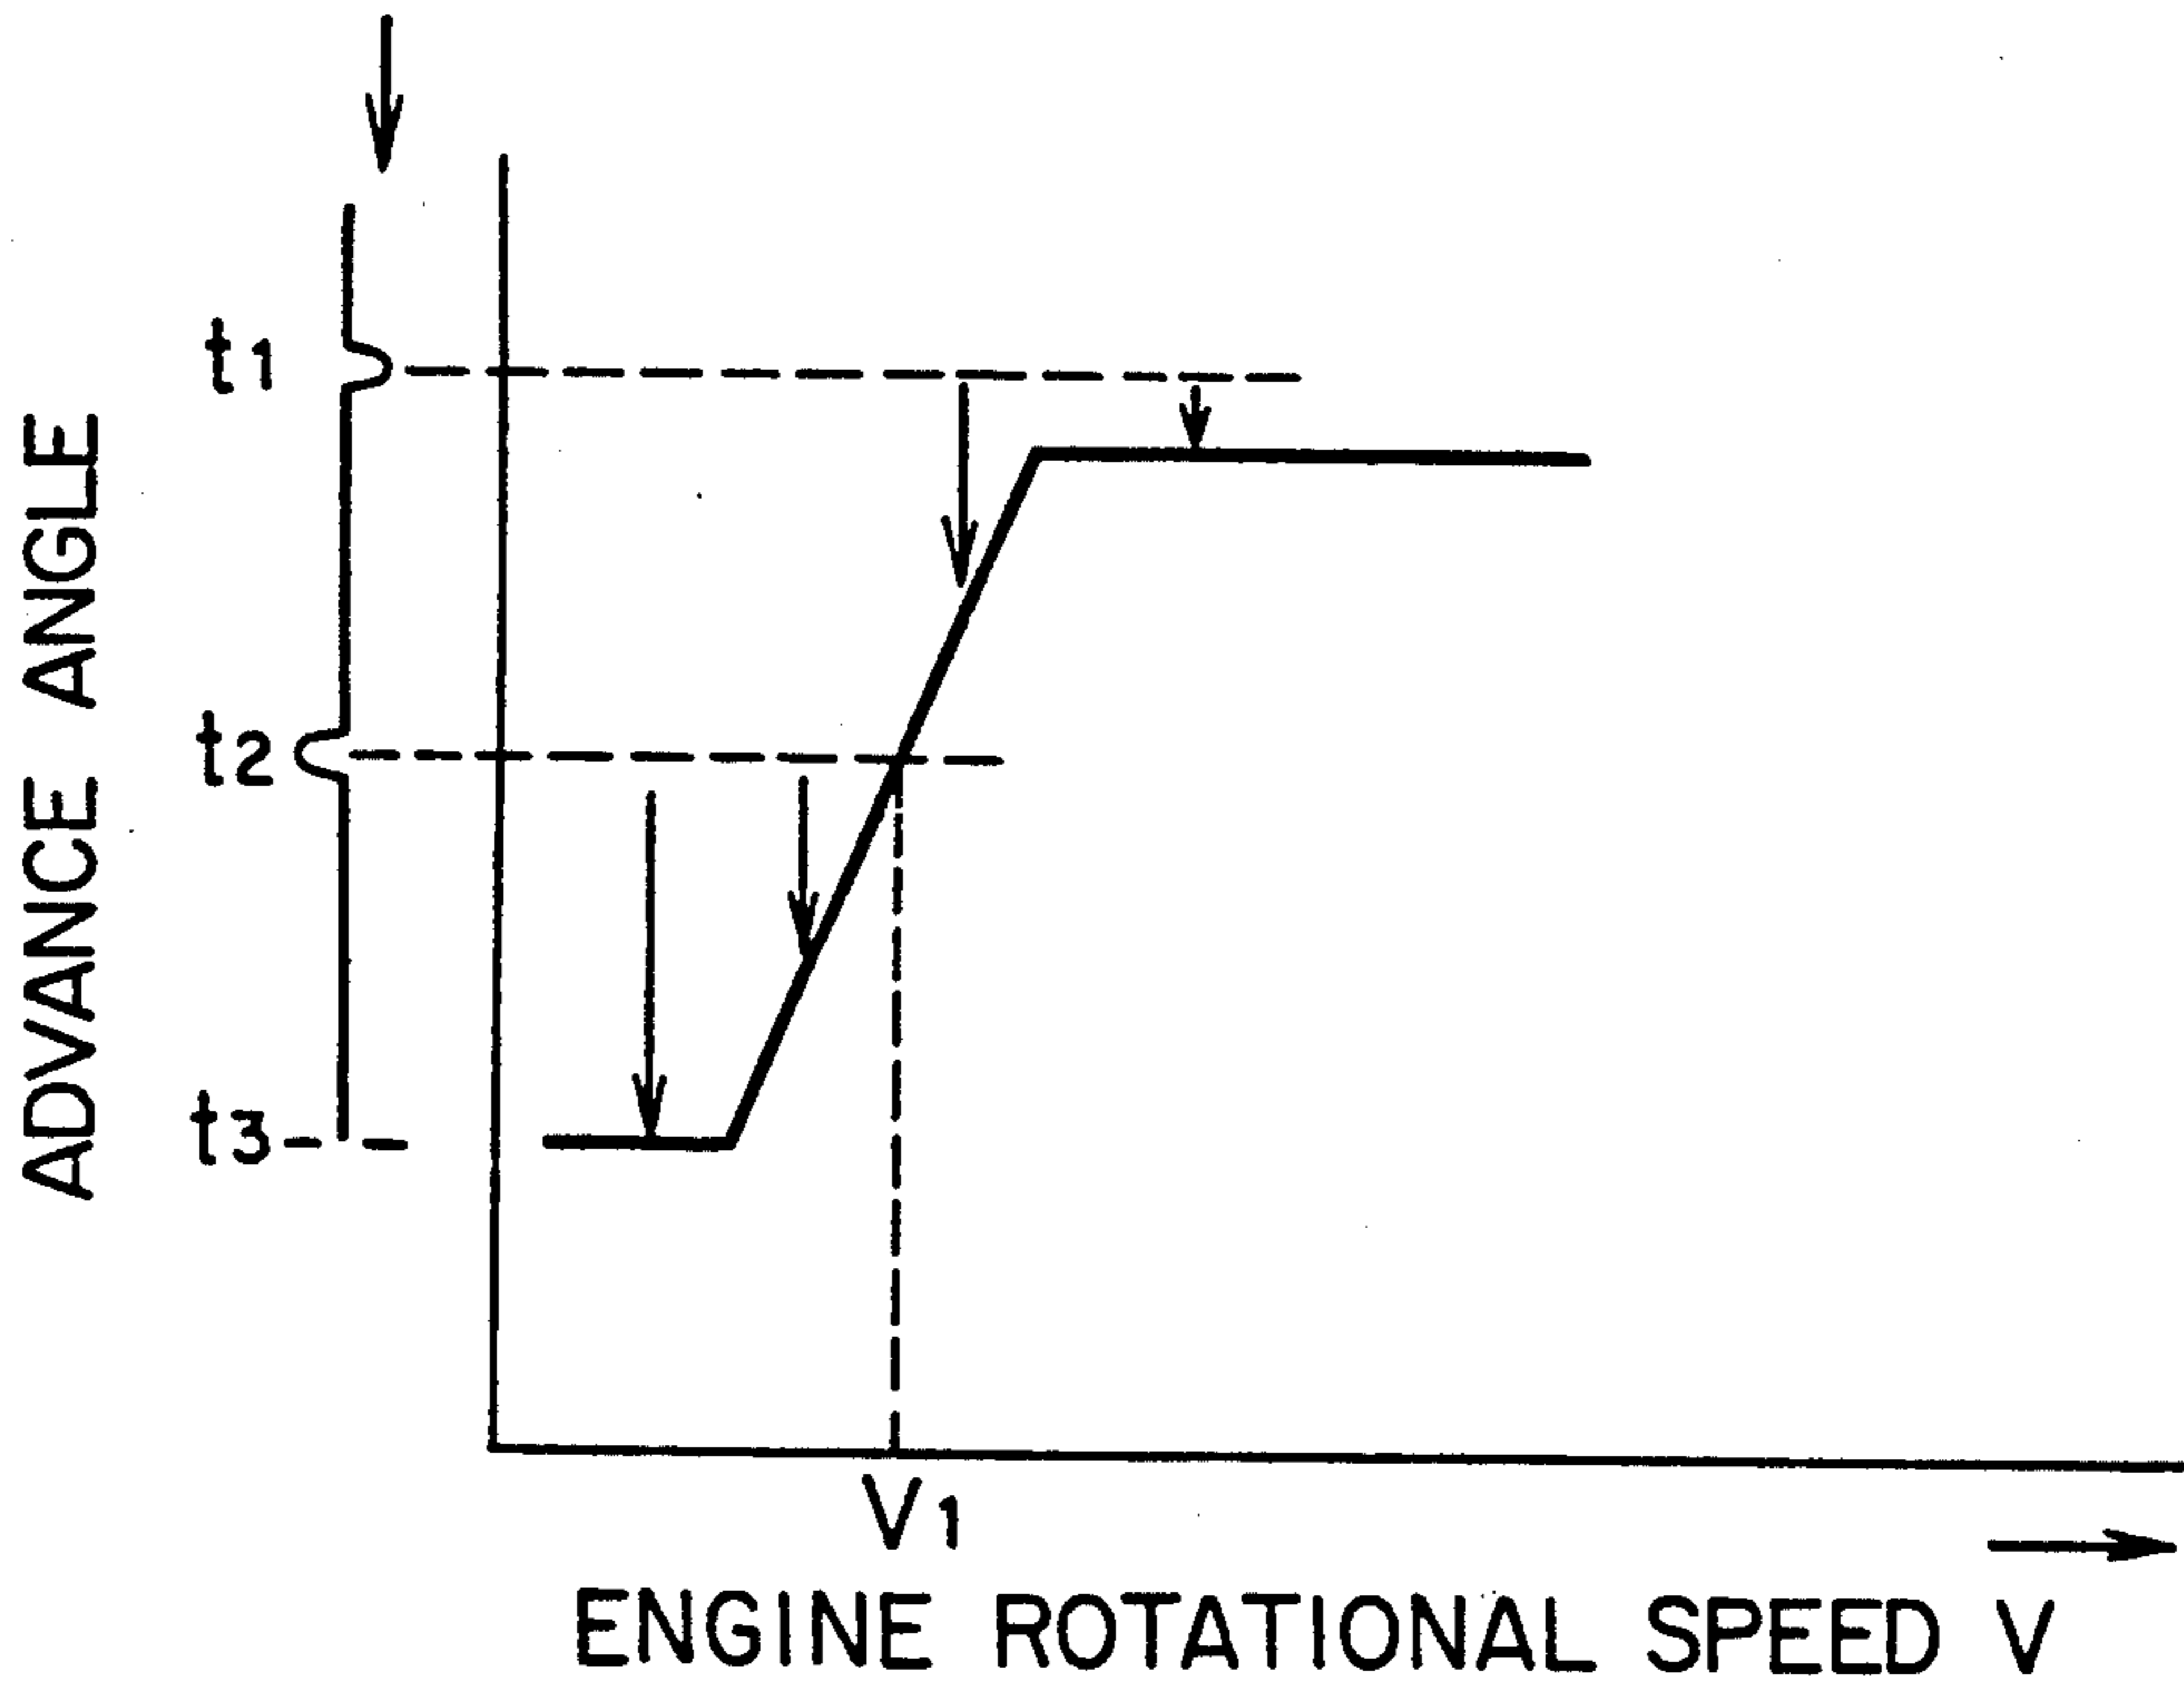 ADVANCE ANGLE
t1
t2
t3
V1
ENGINE ROTATIONAL SPEED V